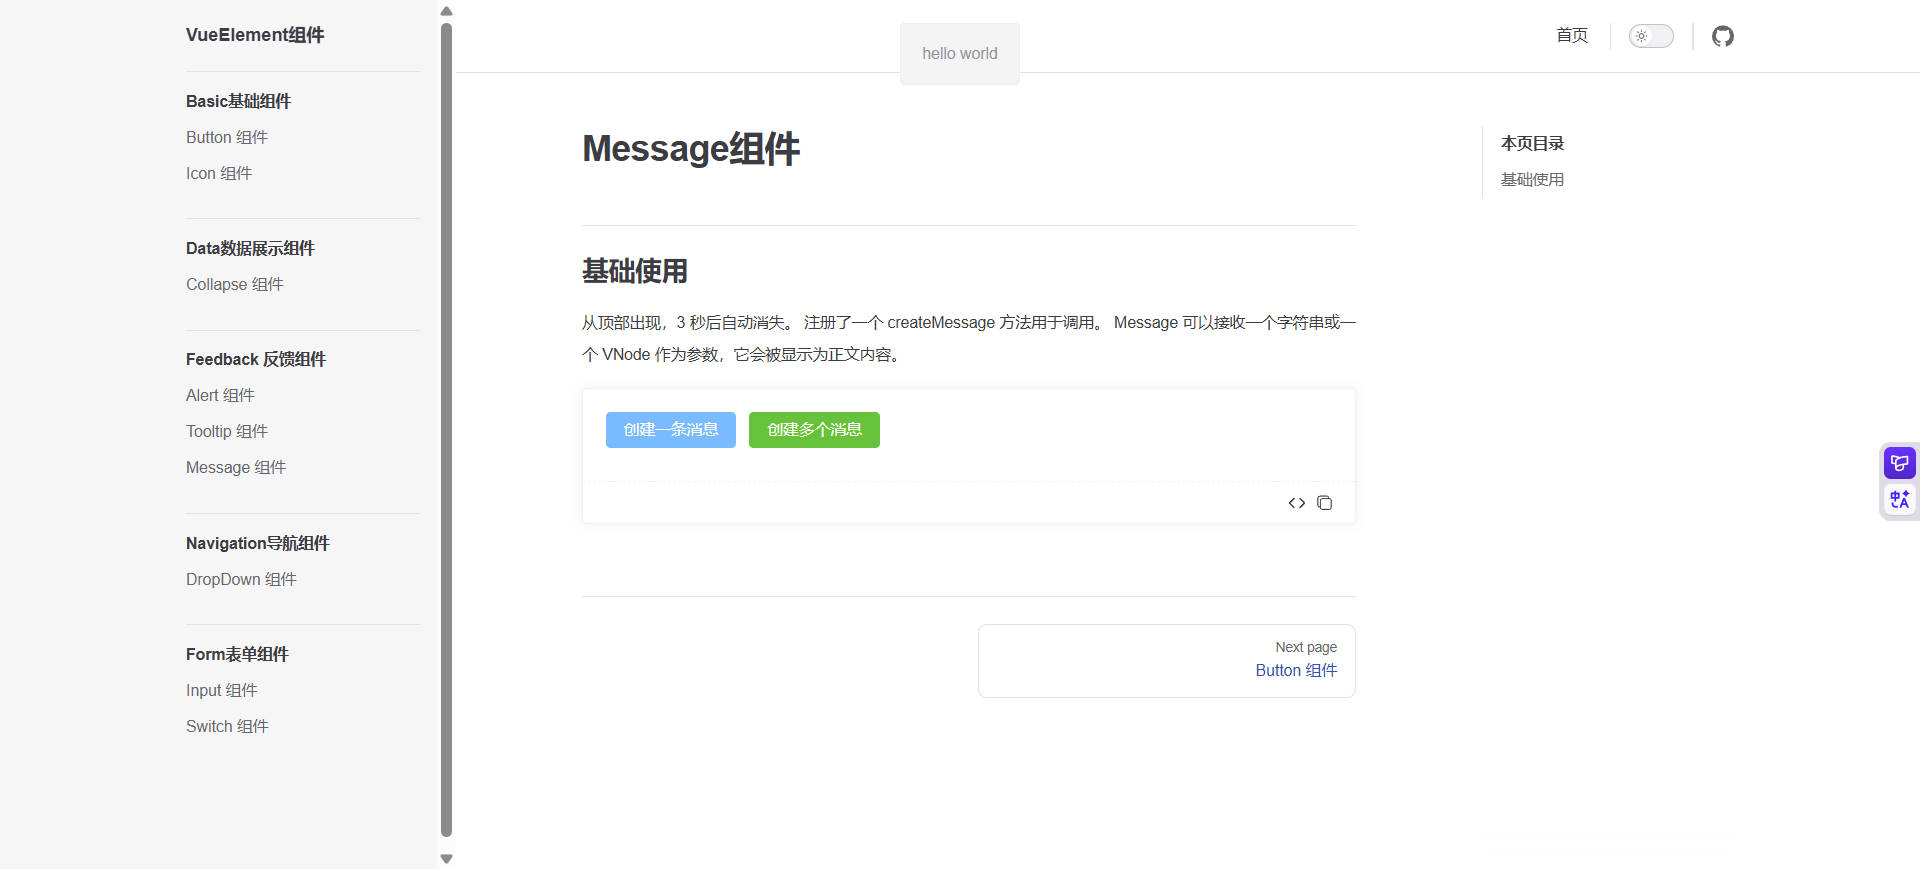 VueElement组件
Basic基础组件
Button 组件
Icon 组件
Data数据展示组件
Collapse 组件
Feedback 反馈组件
Alert 组件
Tooltip 组件
Message 组件
Navigation导航组件
DropDown 组件
Form表单组件
Input 组件
Switch 组件
hello world
首页
Message组件
基础使用
从顶部出现，3 秒后自动消失。 注册了一个 createMessage 方法用于调用。 Message 可以接收一个字符串或一
个 VNode 作为参数，它会被显示为正文内容。
创建一条消息
创建多个消息
Next page
Button 组件
本页目录
基础使用
中A